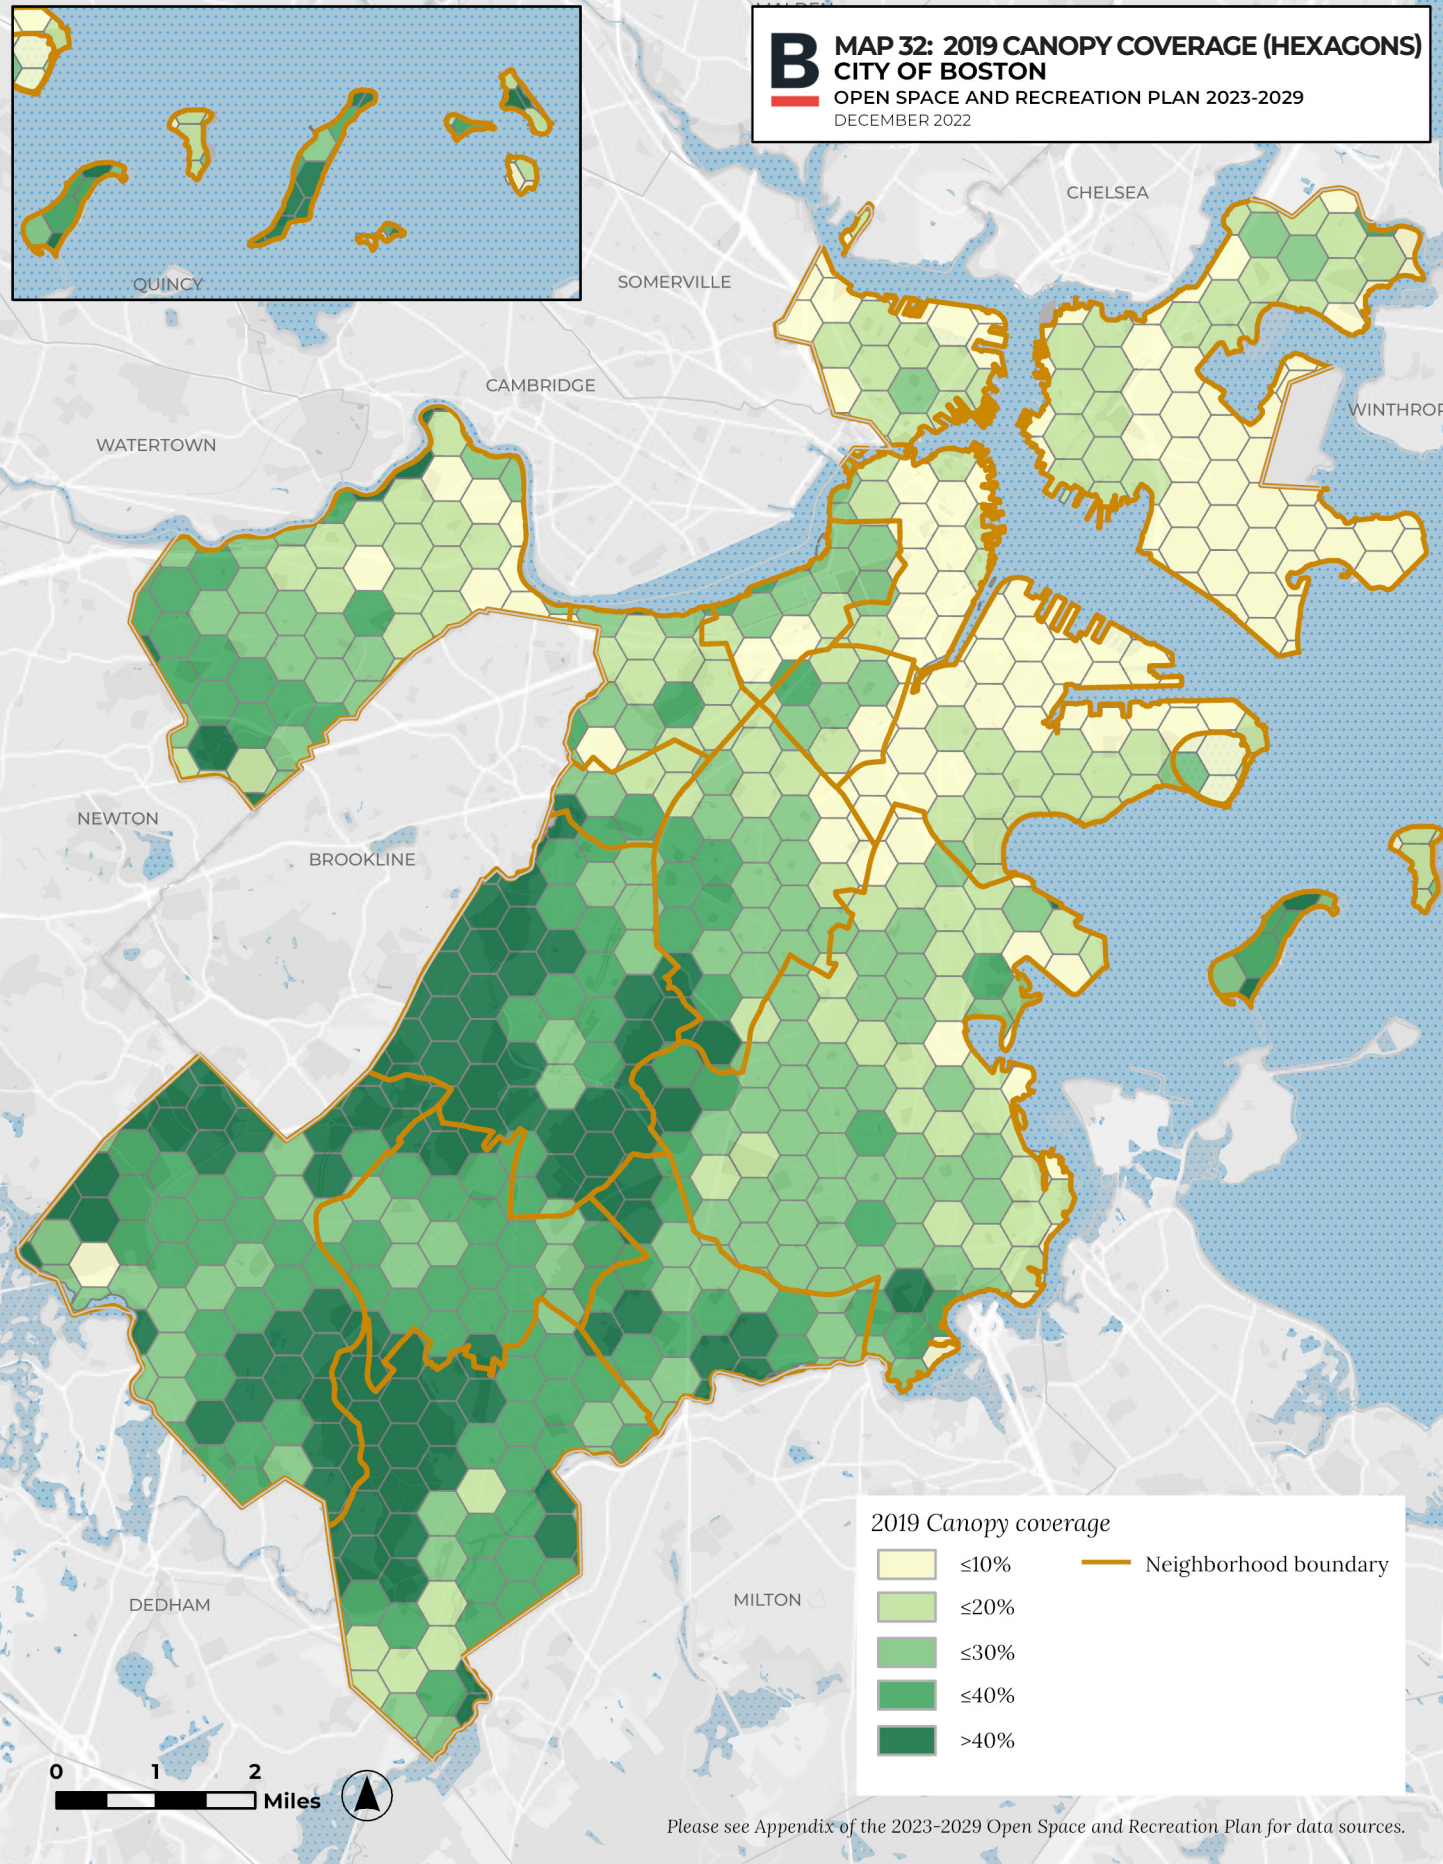 B
MAP 32: 2019 CANOPY COVERAGE (HEXAGONS)
CITY OF BOSTON
OPEN SPACE AND RECREATION PLAN 2023-2029
DECEMBER 2022
MALDEN
CHELSEA
QUINCY
SOMERVILLE
CAMBRIDGE
WINTHROP
WATERTOWN
NEWTON
BROOKLINE
2019 Canopy coverage
≤10%
Neighborhood boundary
≤20%
≤30%
≤40%
>40%
DEDHAM
MILTON
0 1 2
Miles
Please see Appendix of the 2023-2029 Open Space and Recreation Plan for data sources.